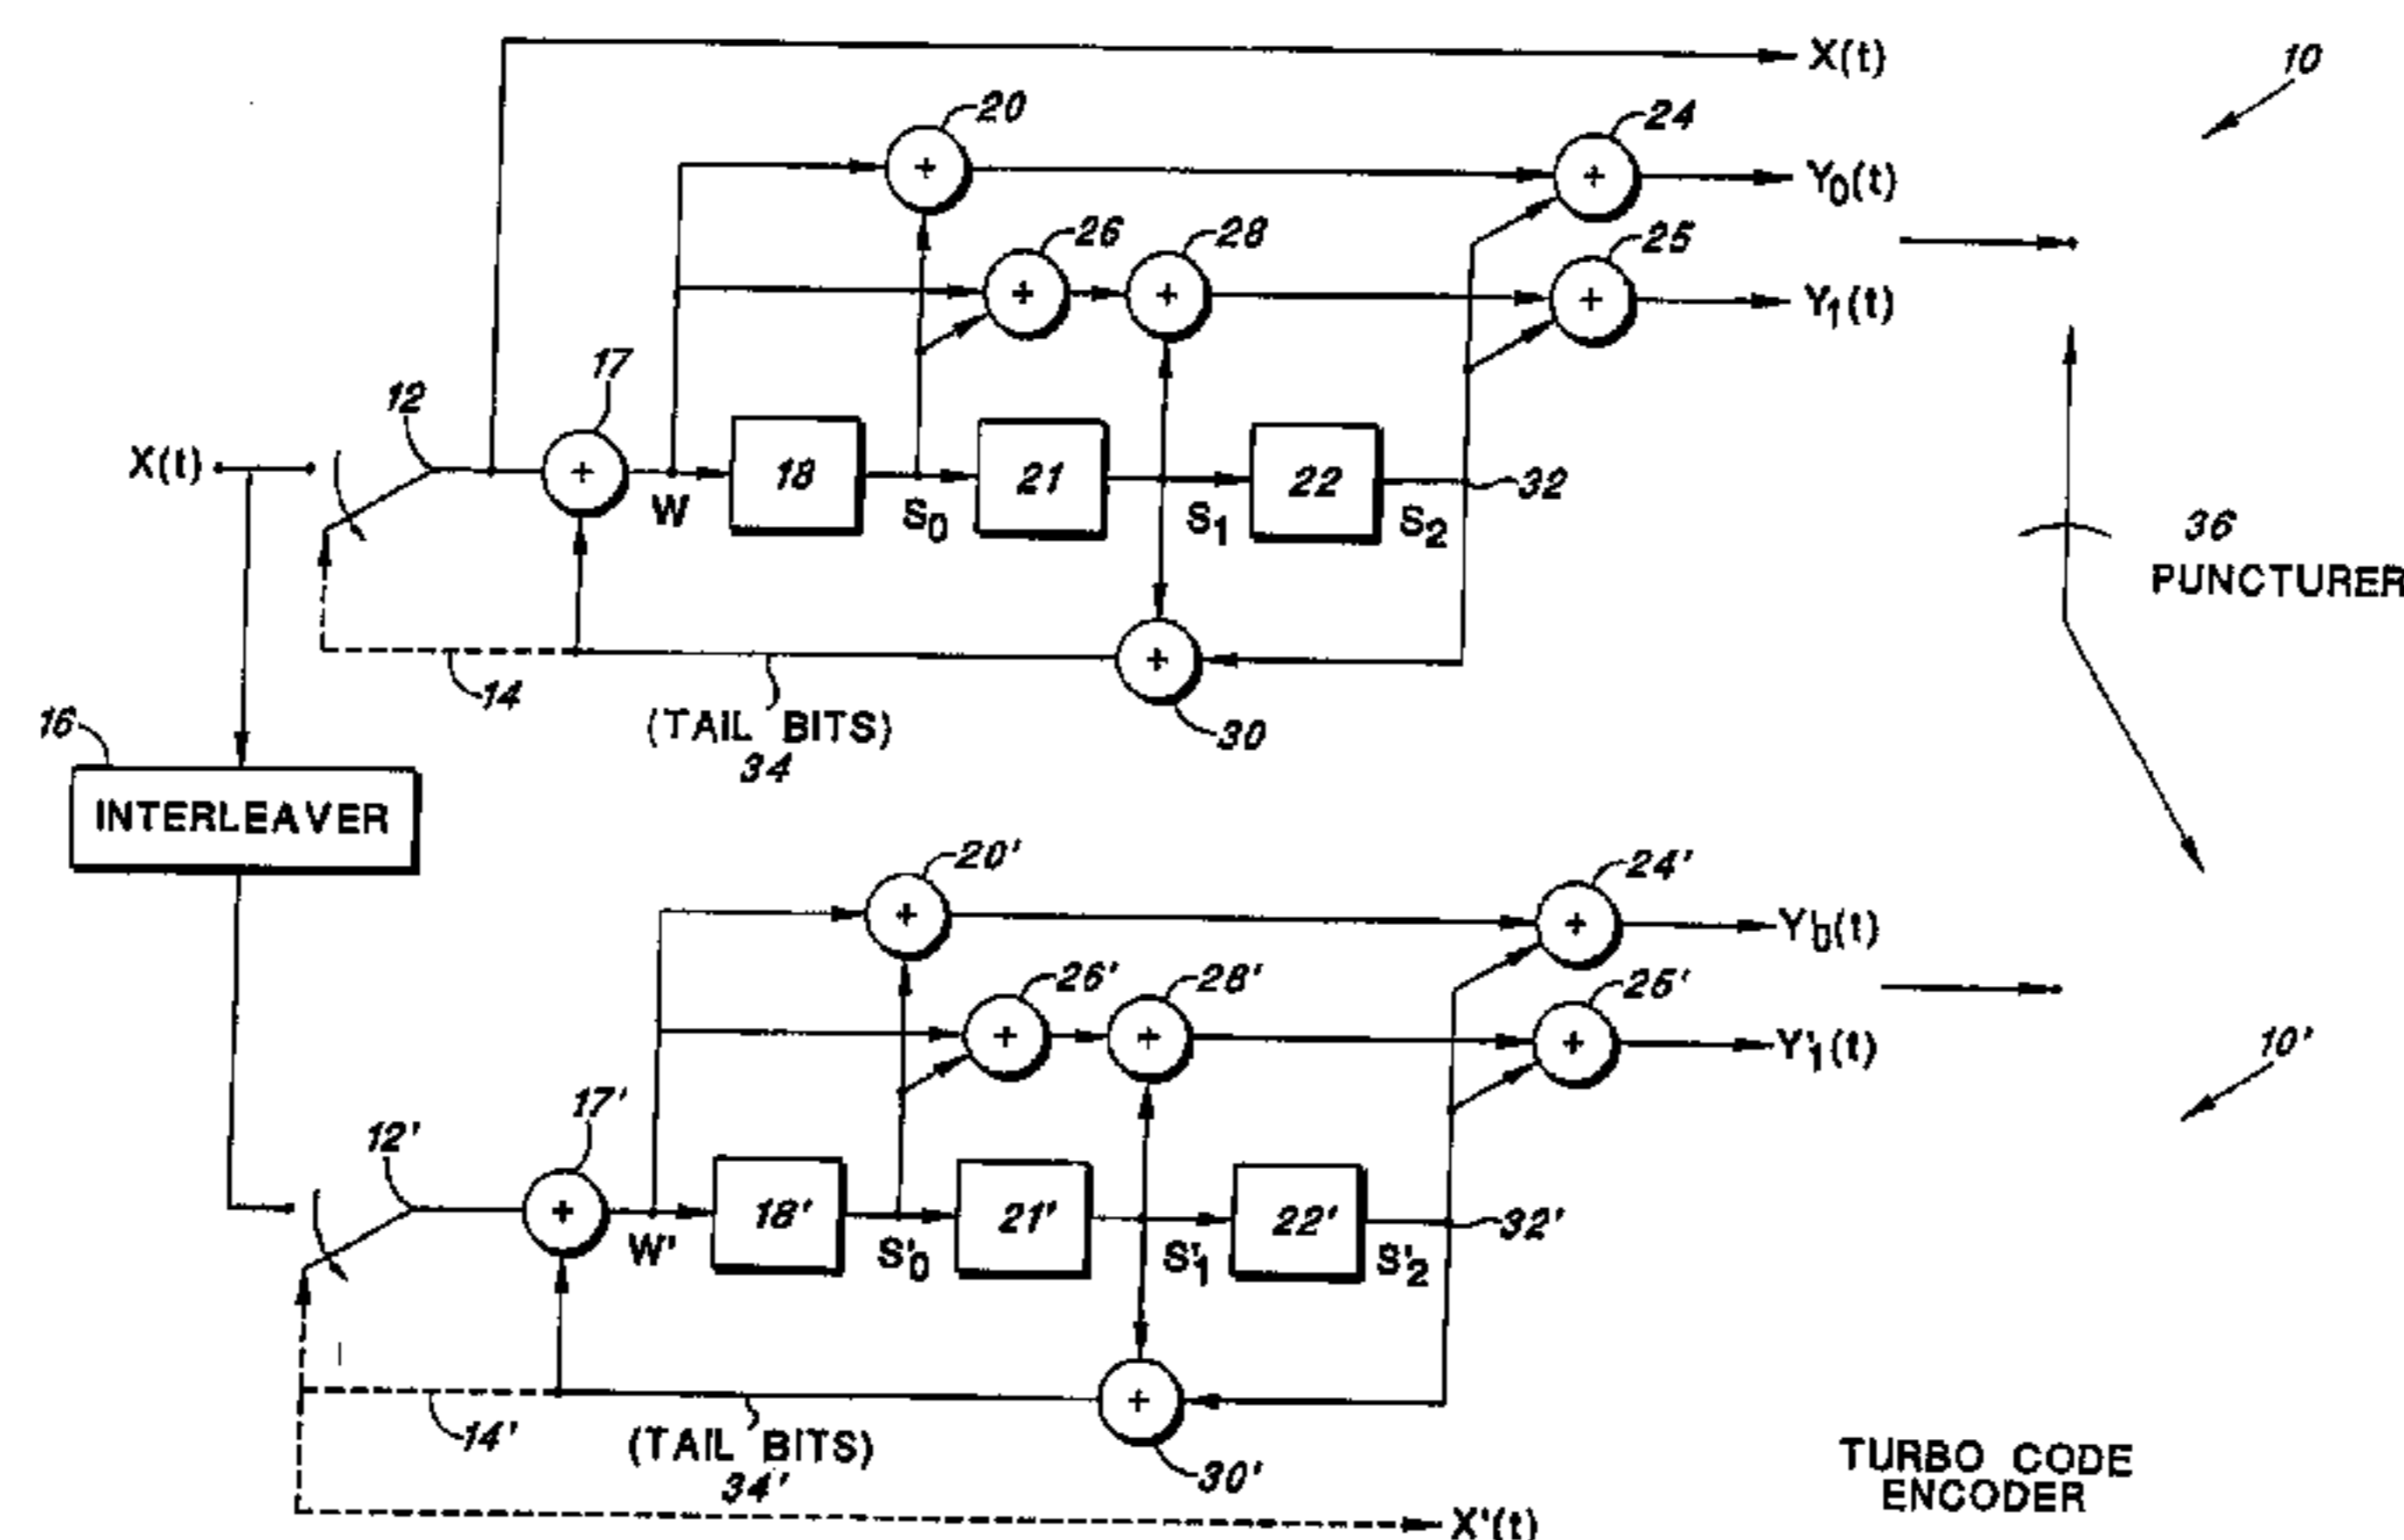 X(t)
10
20
24
Y0(t)
26
28
25
Y1(t)
17
12
X(t)
18
21
22
32
W
S0
S1
S2
36
PUNCTURER
14
(TAIL BITS)
34
30
16
INTERLEAVER
20'
24'
Y'0(t)
26'
28'
25'
Y'1(t)
10'
17'
12'
18'
21'
22'
32'
W'
S'0
S'1
S'2
14'
(TAIL BITS)
34'
30'
TURBO CODE
ENCODER
X'(t)